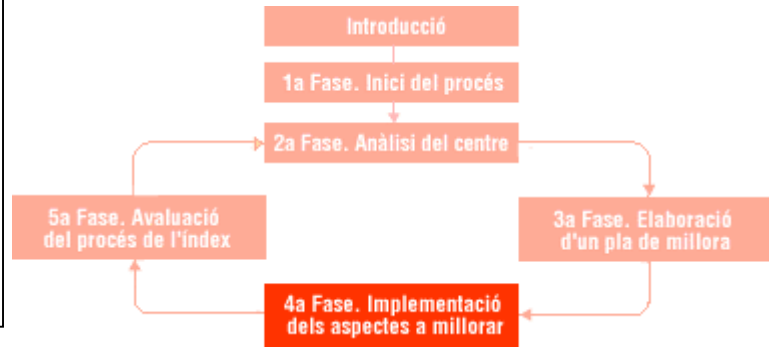 Introducció
1a Fase. Inici del procés
2a Fase. Anàlisi del centre
5a Fase. Avaluació
del procés de l'índex
3a Fase. Elaboració
d'un pla de millora
4a Fase. Implementació
dels aspectes a millorar